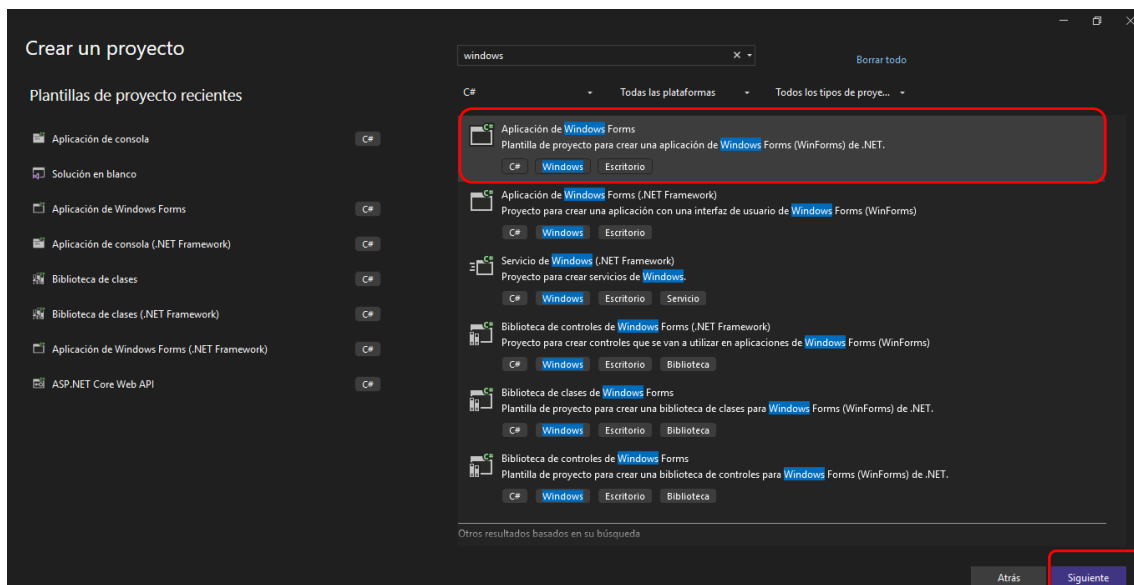 Crear un proyecto
windows
Borrar todo
Plantillas de proyecto recientes
C#
Todas las plataformas
Todos los tipos de proye...
Aplicación de consola
C#
Solución en blanco
Aplicación de Windows Forms
C#
Aplicación de consola (.NET Framework)
C#
Biblioteca de clases
C#
Biblioteca de clases (.NET Framework)
C#
Aplicación de Windows Forms (.NET Framework)
C#
ASP.NET Core Web API
C#
Aplicación de Windows Forms
Plantilla de proyecto para crear una aplicación de Windows Forms (WinForms) de .NET.
C# Windows Escritorio
Aplicación de Windows Forms (.NET Framework)
Proyecto para crear una aplicación con una interfaz de usuario de Windows Forms (WinForms)
C# Windows Escritorio
Servicio de Windows (.NET Framework)
Proyecto para crear servicios de Windows.
C# Windows Escritorio Servicio
Biblioteca de controles de Windows Forms (.NET Framework)
Proyecto para crear controles que se van a utilizar en aplicaciones de Windows Forms (WinForms)
C# Windows Escritorio Biblioteca
Biblioteca de clases de Windows Forms
Plantilla de proyecto para crear una biblioteca de clases para Windows Forms (WinForms) de .NET.
C# Windows Escritorio Biblioteca
Biblioteca de controles de Windows Forms
Plantilla de proyecto para crear una biblioteca de controles para Windows Forms (WinForms) de .NET.
C# Windows Escritorio Biblioteca
Otros resultados basados en su búsqueda
Atrás
Siguiente